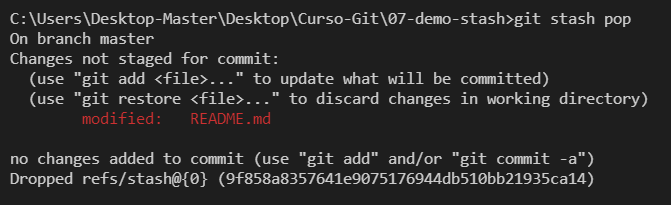 C:\Users\Desktop-Master\Desktop\Curso-Git\07-demo-stash>git stash pop
On branch master
Changes not staged for commit:
  (use "git add <file>..." to update what will be committed)
  (use "git restore <file>..." to discard changes in working directory)
        modified:   README.md

no changes added to commit (use "git add" and/or "git commit -a")
Dropped refs/stash@{0} (9f858a8357641e9075176944db510bb21935ca14)